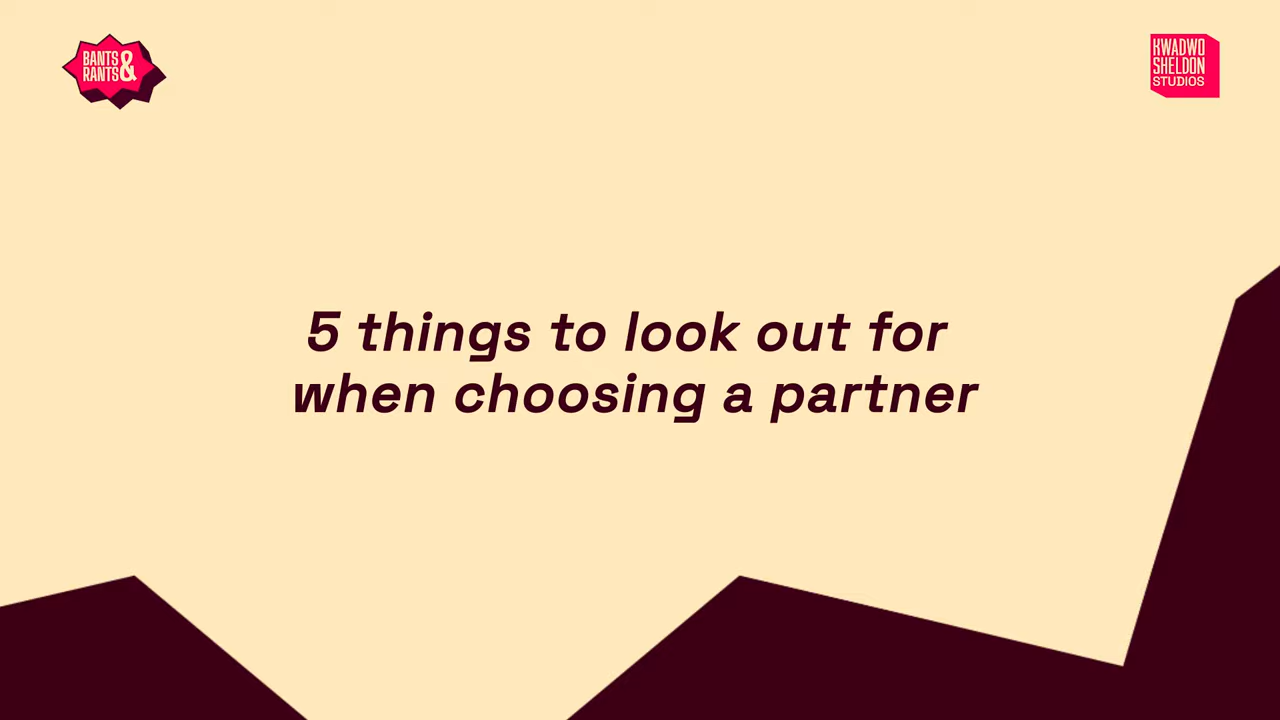 BANTS
&
RANTS
KWADWO
SHELDON
STUDIOS
5 things to look out for
when choosing a partner